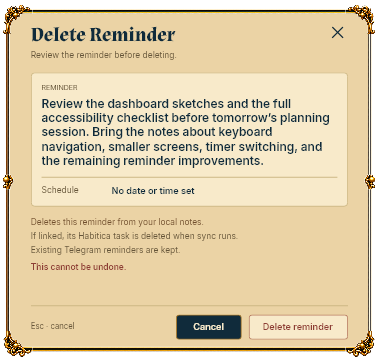 Delete Reminder
Review the reminder before deleting.
REMINDER
Review the dashboard sketches and the full
accessibility checklist before tomorrow's planning
session. Bring the notes about keyboard
navigation, smaller screens, timer switching, and
the remaining reminder improvements.
Schedule No date or time set
Deletes this reminder from your local notes.
If linked, its Habitica task is deleted when sync runs.
Existing Telegram reminders are kept.
This cannot be undone.
Esc · cancel Cancel Delete reminder